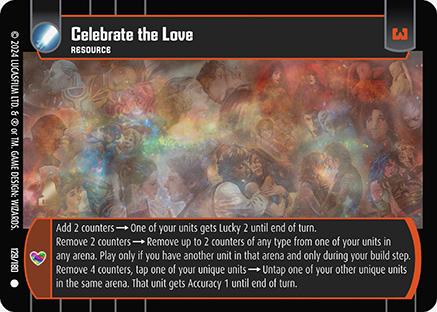 Celebrate the Love
RESOURCE
3
Add 2 counters → One of your units gets Lucky 2 until end of turn.
Remove 2 counters → Remove up to 2 counters of any type from one of your units in
any arena. Play only if you have another unit in that arena and only during your build step.
Remove 4 counters, tap one of your unique units → Untap one of your other unique units
in the same arena. That unit gets Accuracy 1 until end of turn.
© 2024 LUCASFILM LTD. & ® or TM. GAME DESIGN: WIZARDS.
129/180